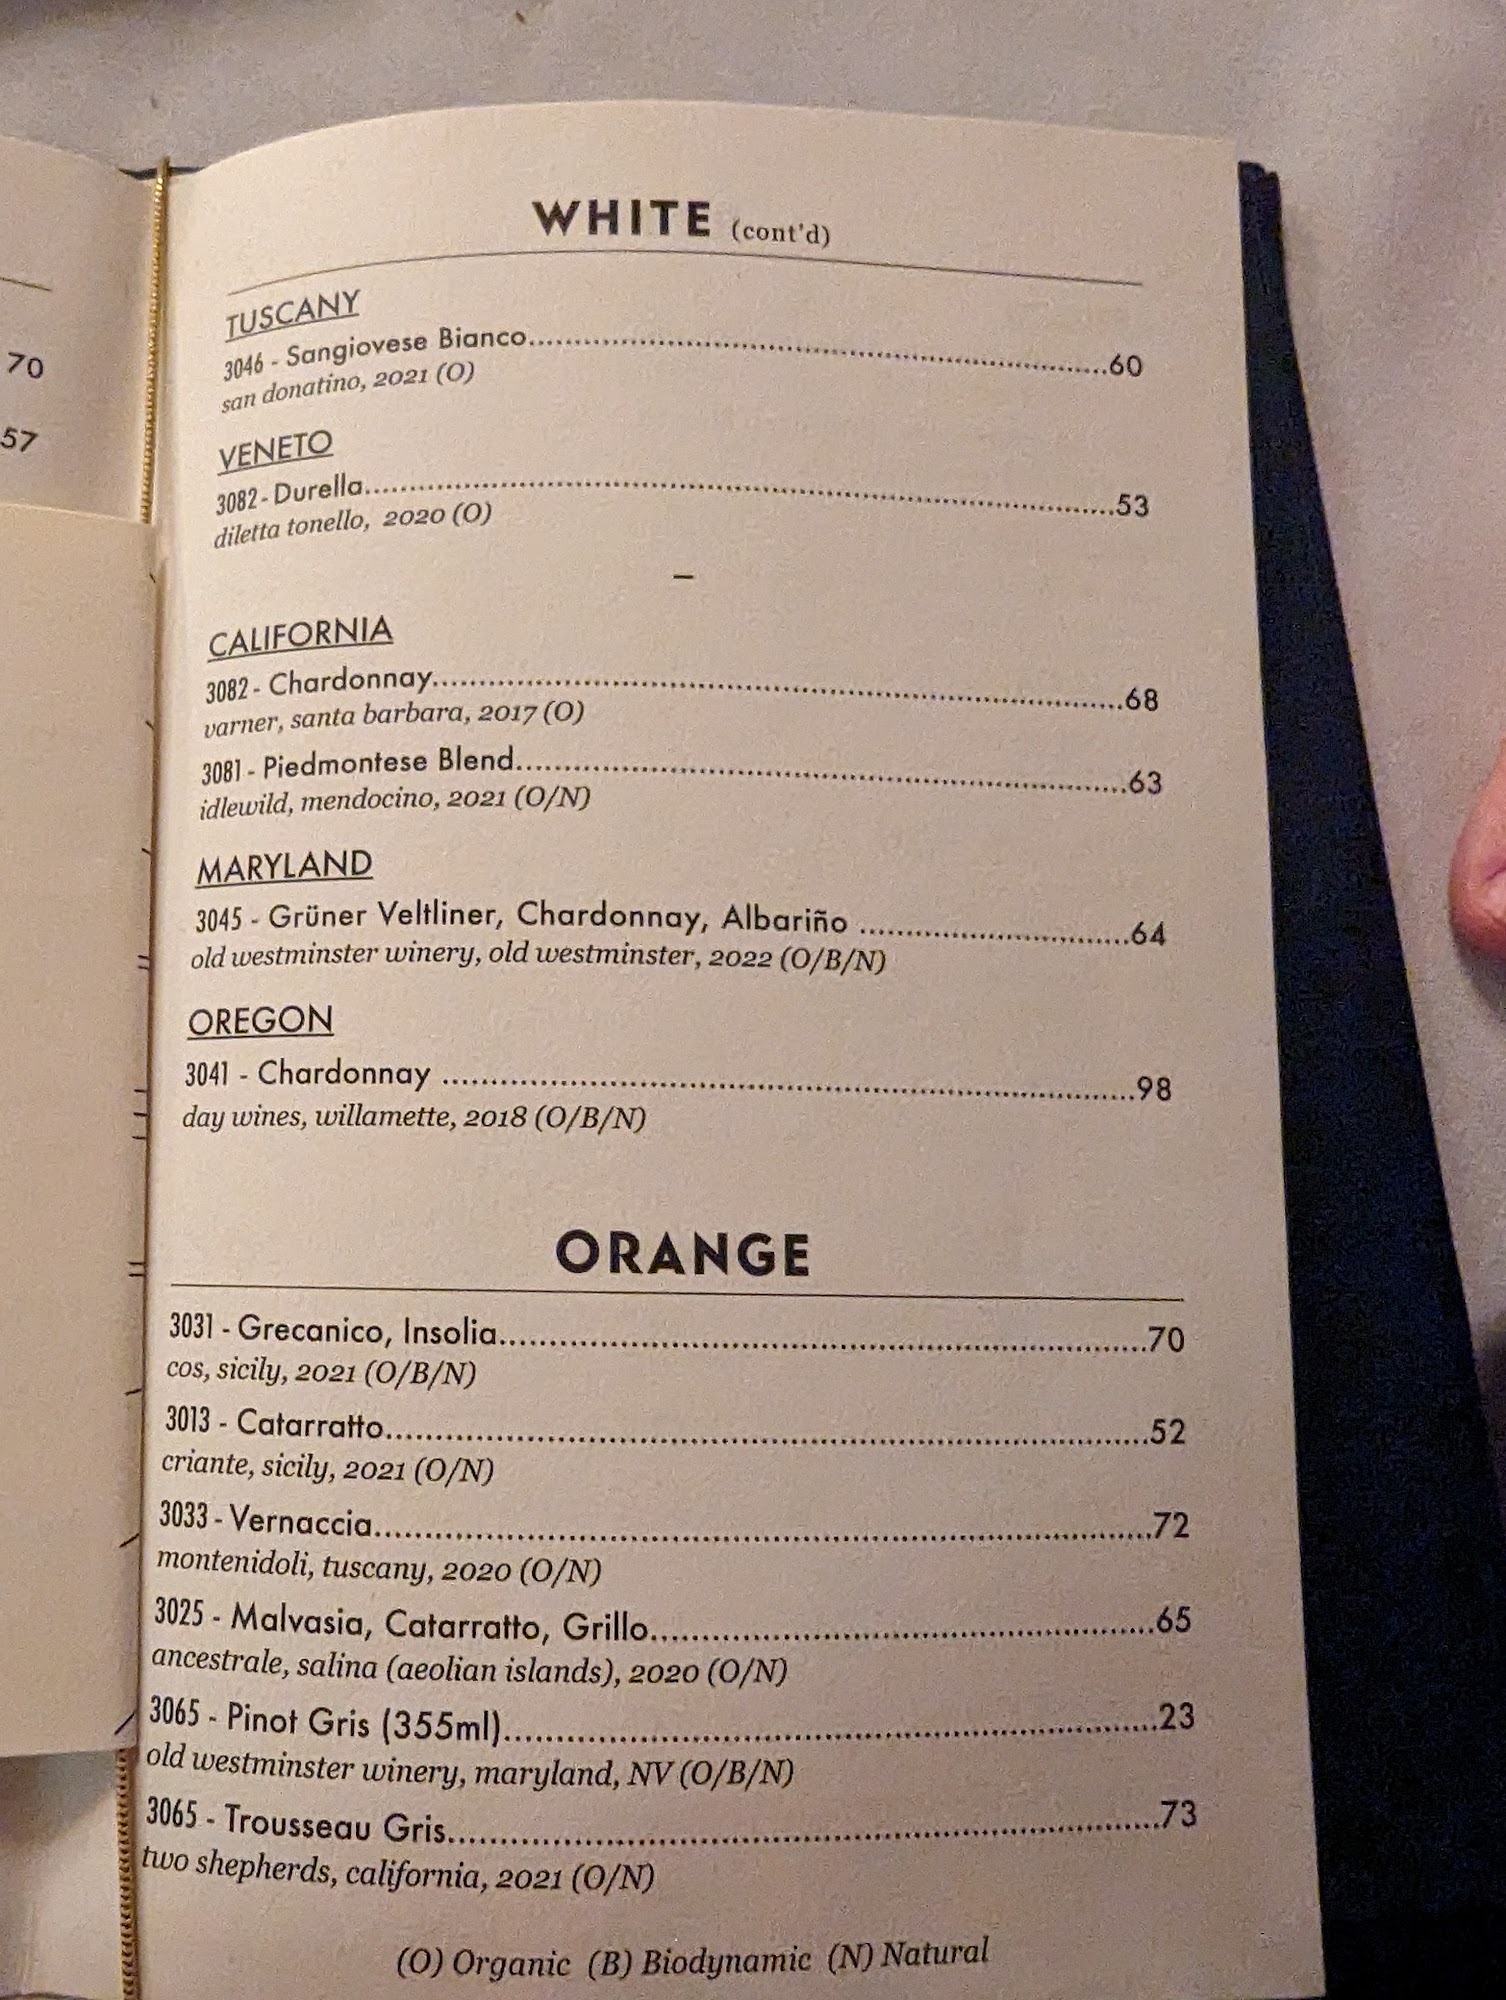 70
57
WHITE (cont'd)
TUSCANY
3046 - Sangiovese Bianco..........60
san donatino, 2021 (O)
VENETO
3082 - Durella..........53
diletta tonello, 2020 (O)
–
CALIFORNIA
3082 - Chardonnay..........68
varner, santa barbara, 2017 (O)
3081 - Piedmontese Blend..........63
idlewild, mendocino, 2021 (O/N)
MARYLAND
3045 - Grüner Veltliner, Chardonnay, Albariño ..........64
old westminster winery, old westminster, 2022 (O/B/N)
OREGON
3041 - Chardonnay ..........98
day wines, willamette, 2018 (O/B/N)
ORANGE
3031 - Grecanico, Insolia..........70
cos, sicily, 2021 (O/B/N)
3013 - Catarratto..........52
criante, sicily, 2021 (O/N)
3033 - Vernaccia..........72
montenidoli, tuscany, 2020 (O/N)
3025 - Malvasia, Catarratto, Grillo..........65
ancestrale, salina (aeolian islands), 2020 (O/N)
3065 - Pinot Gris (355ml)..........23
old westminster winery, maryland, NV (O/B/N)
3065 - Trousseau Gris..........73
two shepherds, california, 2021 (O/N)
(O) Organic (B) Biodynamic (N) Natural